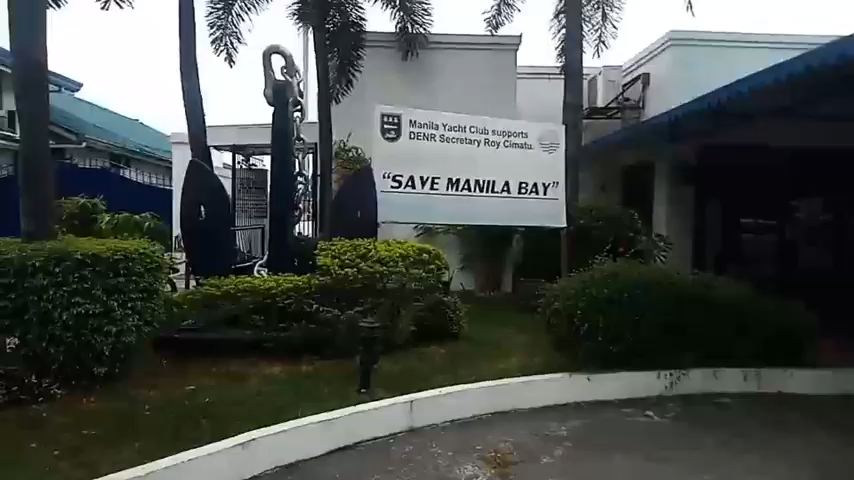 Manila Yacht Club supports
DENR Secretary Roy Cimatu.
“SAVE MANILA BAY”